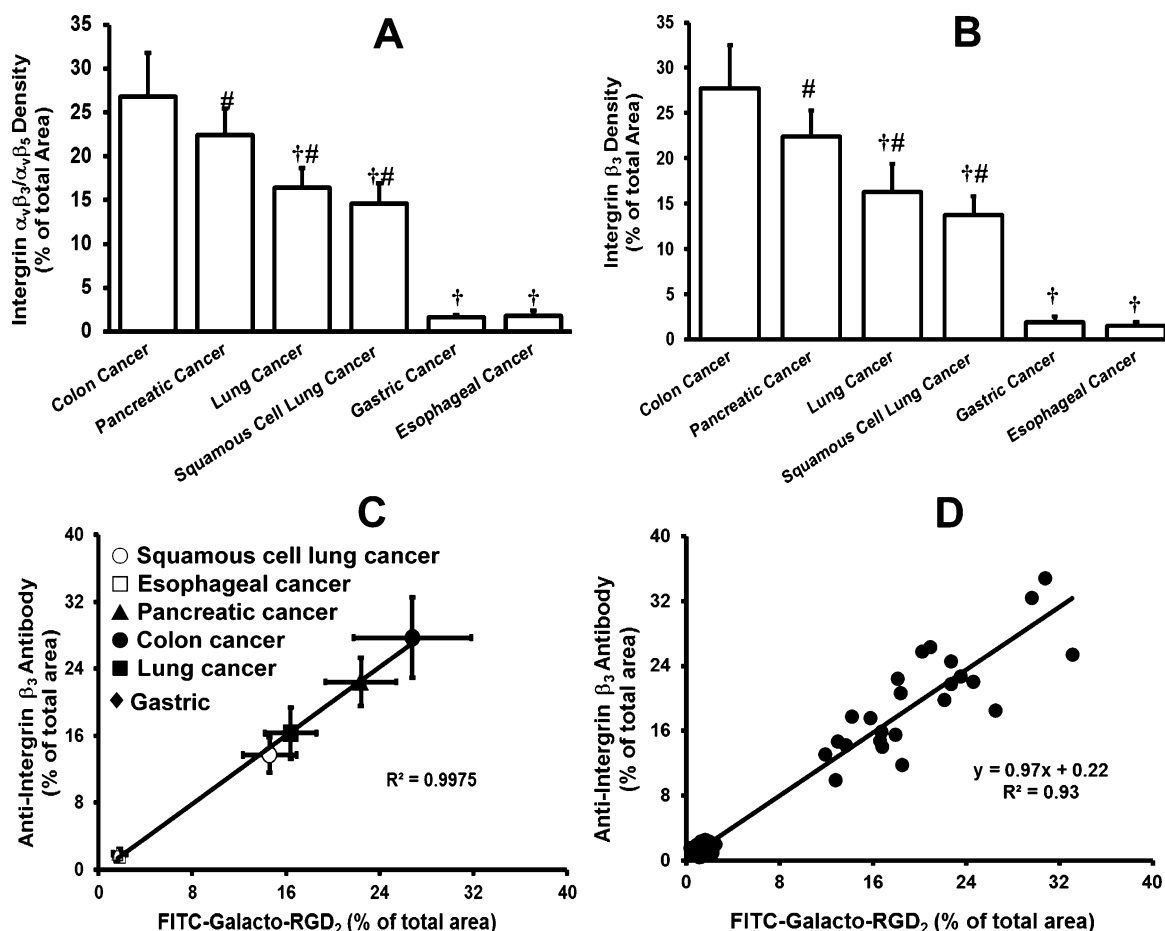 A
Intergrin αvβ3/αvβ5 Density
(% of total Area)
35
30
25
20
15
10
5
0
#
†#
†#
†
†
Colon Cancer
Pancreatic Cancer
Lung Cancer
Squamous Cell Lung Cancer
Gastric Cancer
Esophageal Cancer
B
Intergrin β3 Density
(% of total Area)
35
30
25
20
15
10
5
0
#
†#
†#
†
†
Colon Cancer
Pancreatic Cancer
Lung Cancer
Squamous Cell Lung Cancer
Gastric Cancer
Esophageal Cancer
C
Anti-Intergrin β3 Antibody
(% of total area)
40
32
24
16
8
0
Squamous cell lung cancer
Esophageal cancer
Pancreatic cancer
Colon cancer
Lung cancer
Gastric
R² = 0.9975
0
8
16
24
32
40
FITC-Galacto-RGD2 (% of total area)
D
Anti-Intergrin β3 Antibody
(% of total area)
40
32
24
16
8
0
y = 0.97x + 0.22
R² = 0.93
0
8
16
24
32
40
FITC-Galacto-RGD2 (% of total area)